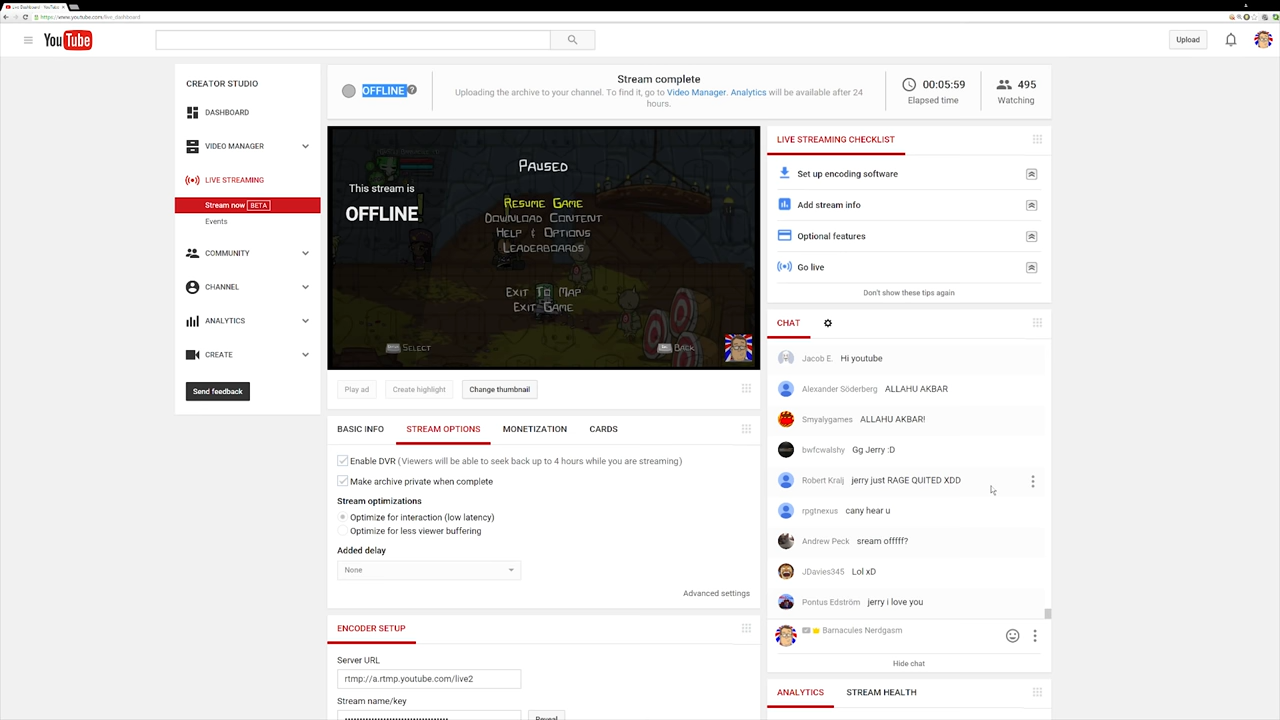 Live Dashboard - YouTube
https://www.youtube.com/live_dashboard
YouTube
Upload
CREATOR STUDIO
DASHBOARD
VIDEO MANAGER
LIVE STREAMING
Stream now BETA
Events
COMMUNITY
CHANNEL
ANALYTICS
CREATE
Send feedback
OFFLINE ?
Stream complete
Uploading the archive to your channel. To find it, go to Video Manager. Analytics will be available after 24
hours.
00:05:59
Elapsed time
495
Watching
This stream is
OFFLINE
PAUSED
RESUME GAME
DOWNLOAD CONTENT
HELP & OPTIONS
LEADERBOARDS
EXIT TO MAP
EXIT GAME
SELECT
BACK
Play ad
Create highlight
Change thumbnail
BASIC INFO
STREAM OPTIONS
MONETIZATION
CARDS
Enable DVR (Viewers will be able to seek back up to 4 hours while you are streaming)
Make archive private when complete
Stream optimizations
Optimize for interaction (low latency)
Optimize for less viewer buffering
Added delay
None
Advanced settings
ENCODER SETUP
Server URL
rtmp://a.rtmp.youtube.com/live2
Stream name/key
Reveal
LIVE STREAMING CHECKLIST
Set up encoding software
Add stream info
Optional features
Go live
Don't show these tips again
CHAT
Jacob E. Hi youtube
Alexander Söderberg ALLAHU AKBAR
Smyalygames ALLAHU AKBAR!
bwfcwalshy Gg Jerry :D
Robert Kralj jerry just RAGE QUITED XDD
rpgtnexus cany hear u
Andrew Peck sream offfff?
JDavies345 Lol xD
Pontus Edström jerry i love you
Barnacules Nerdgasm
Hide chat
ANALYTICS
STREAM HEALTH